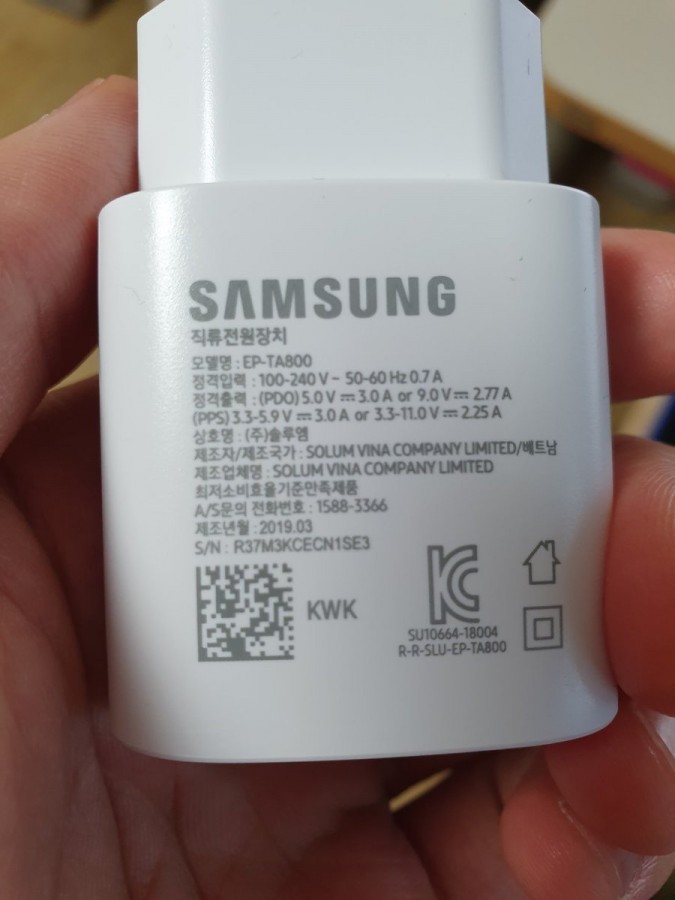 SAMSUNG
직류전원장치
모델명 : EP-TA800
정격입력 : 100-240 V ~ 50-60 Hz 0.7 A
정격출력 : (PDO) 5.0 V ⎓ 3.0 A or 9.0 V ⎓ 2.77 A
(PPS) 3.3-5.9 V ⎓ 3.0 A or 3.3-11.0 V ⎓ 2.25 A
상호명 : (주)솔루엠
제조자/제조국가 : SOLUM VINA COMPANY LIMITED/베트남
제조업체명 : SOLUM VINA COMPANY LIMITED
최저소비효율기준만족제품
A/S문의 전화번호 : 1588-3366
제조년월 : 2019.03
S/N : R37M3KCECN1SE3
KWK
SU10664-18004
R-R-SLU-EP-TA800